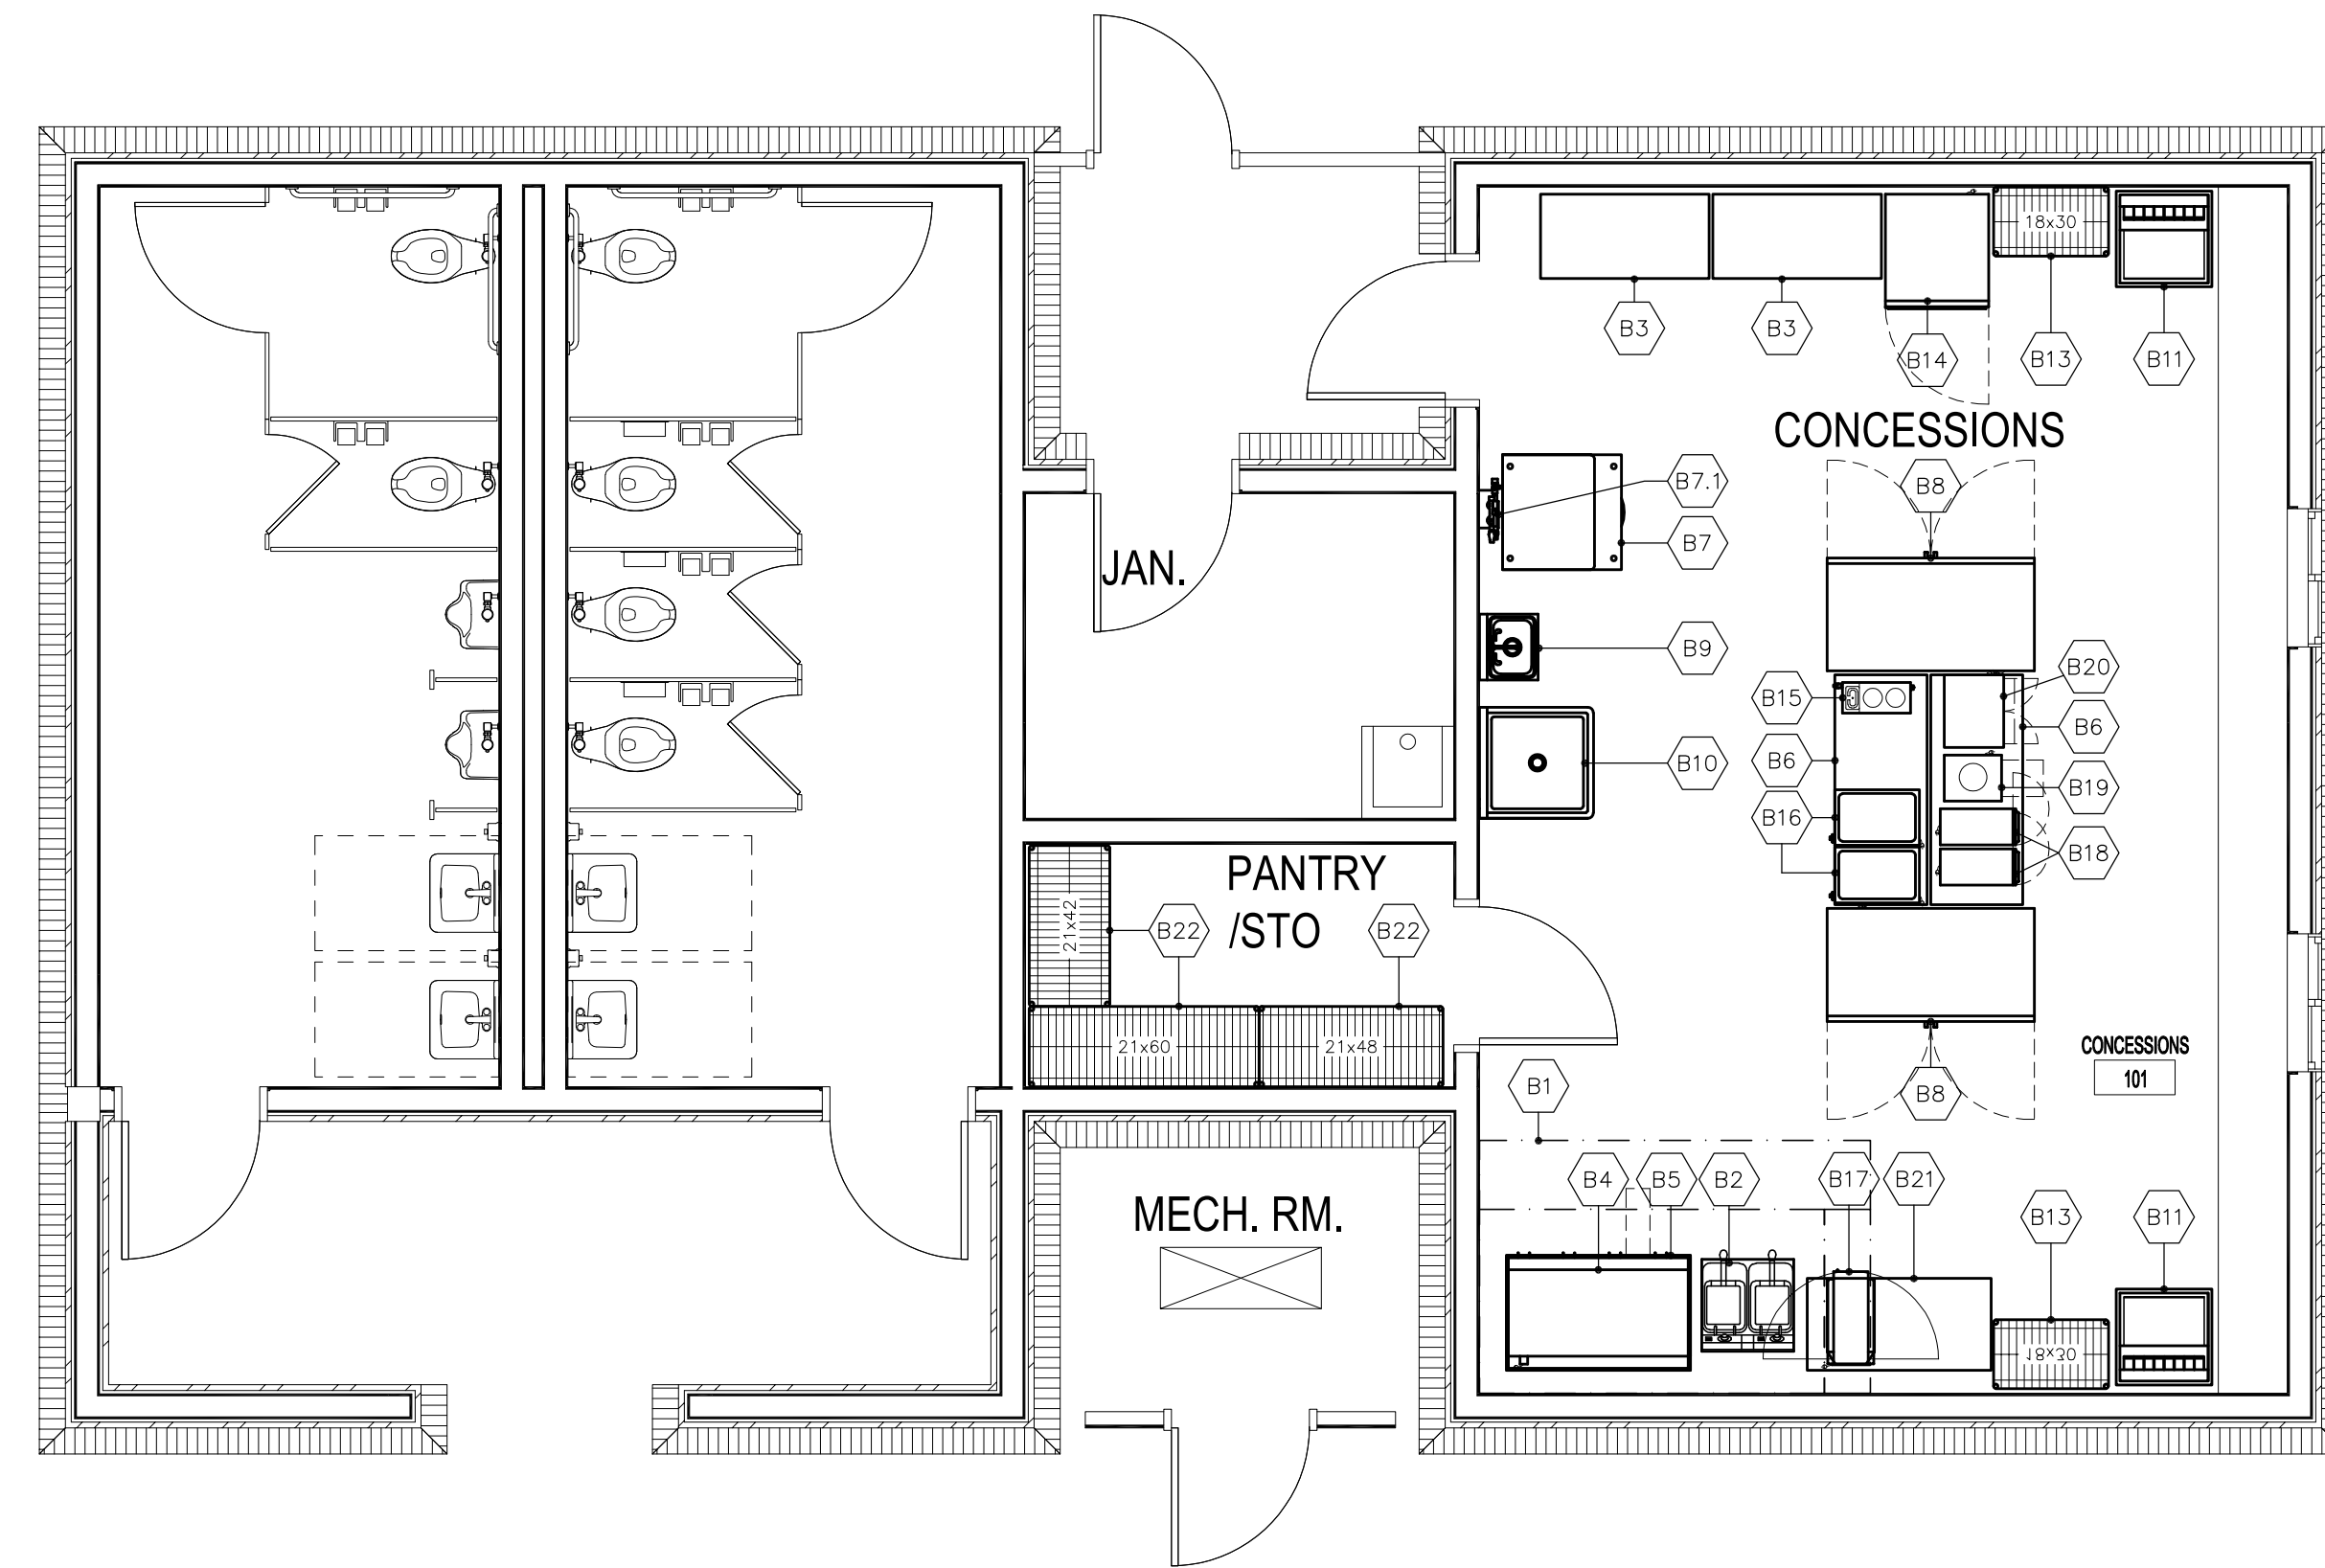 18x30
B3
B3
B14
B13
B11
CONCESSIONS
B7.1
B8
B7
JAN.
B9
B20
B15
B6
B6
B10
B19
B16
B18
PANTRY
/STO
21x42
B22
B22
21x60
21x48
CONCESSIONS
101
B1
B8
B4
B5
B2
B17
B21
MECH. RM.
B13
B11
18x30